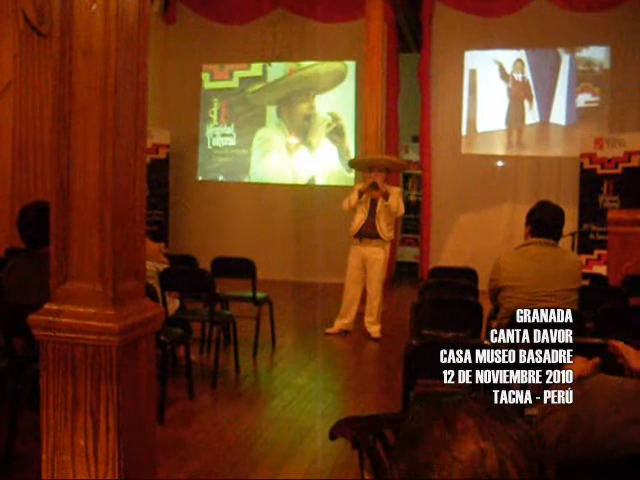 GRANADA
CANTA DAVOR
CASA MUSEO BASADRE
12 DE NOVIEMBRE 2010
TACNA - PERÚ